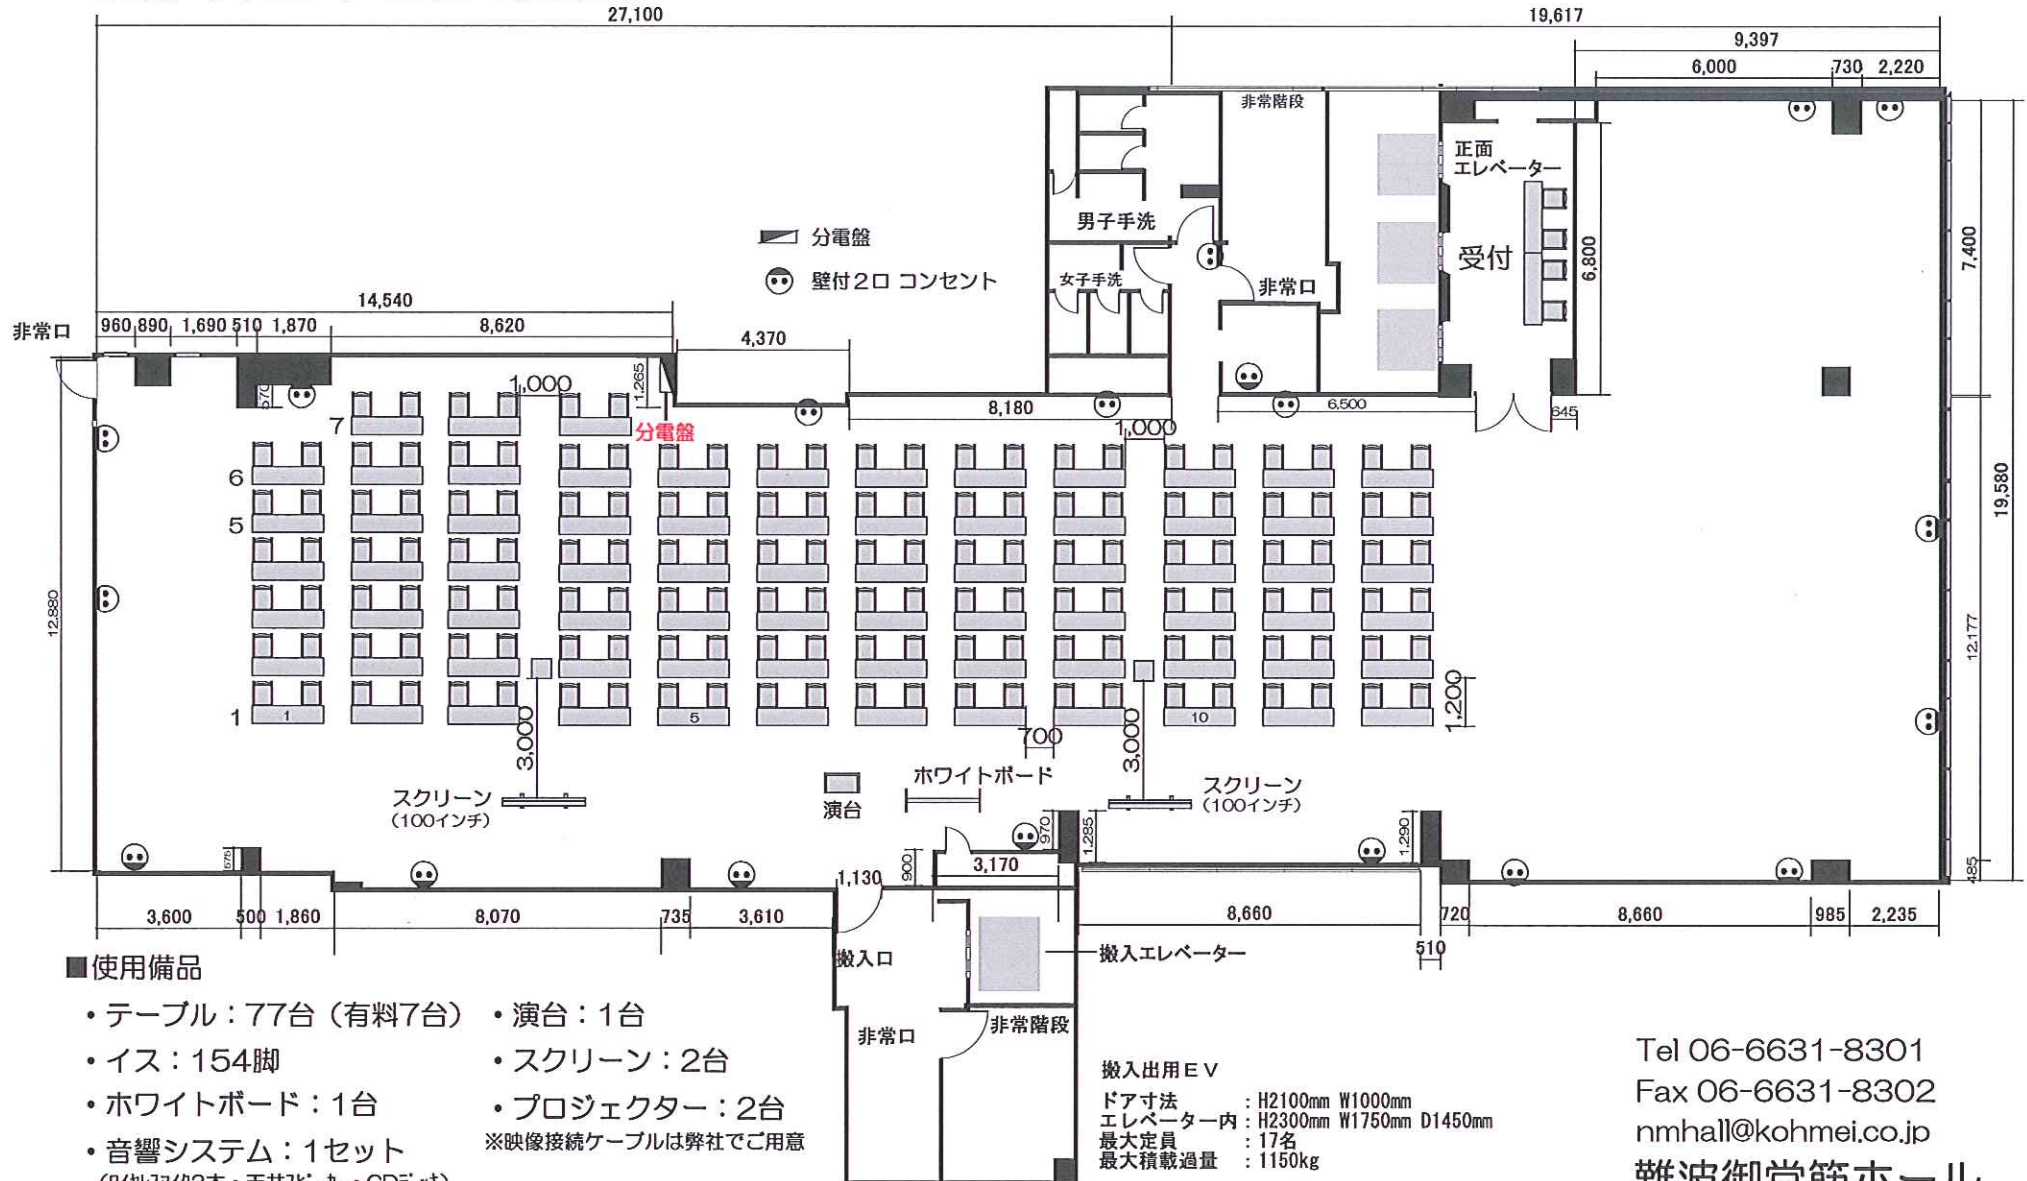 27,100
19,617
9,397
6,000
730
2,220
非常階段
正面
エレベーター
男子手洗
受付
6,800
7,400
分電盤
壁付2口 コンセント
女子手洗
非常口
14,540
非常口
960
890
1,690
510
1,870
8,620
4,370
1,265
570
1,000
8,180
6,500
645
7
分電盤
1,000
6
5
19,580
12,880
12,177
1
1
5
10
1,200
3,000
700
3,000
スクリーン
(100インチ)
演台
ホワイトボード
スクリーン
(100インチ)
970
1,285
1,290
575
900
3,170
485
1,130
3,600
500
1,860
8,070
735
3,610
8,660
720
8,660
985
2,235
510
搬入口
搬入エレベーター
非常口
非常階段
■使用備品
・テーブル：77台（有料7台）
・イス：154脚
・ホワイトボード：1台
・音響システム：1セット
・演台：1台
・スクリーン：2台
・プロジェクター：2台
※映像接続ケーブルは弊社でご用意
搬入出用EV
ドア寸法 : H2100mm W1000mm
エレベーター内 : H2300mm W1750mm D1450mm
最大定員 : 17名
最大積載過量 : 1150kg
Tel 06-6631-8301
Fax 06-6631-8302
nmhall@kohmei.co.jp
難波御堂筋ホール